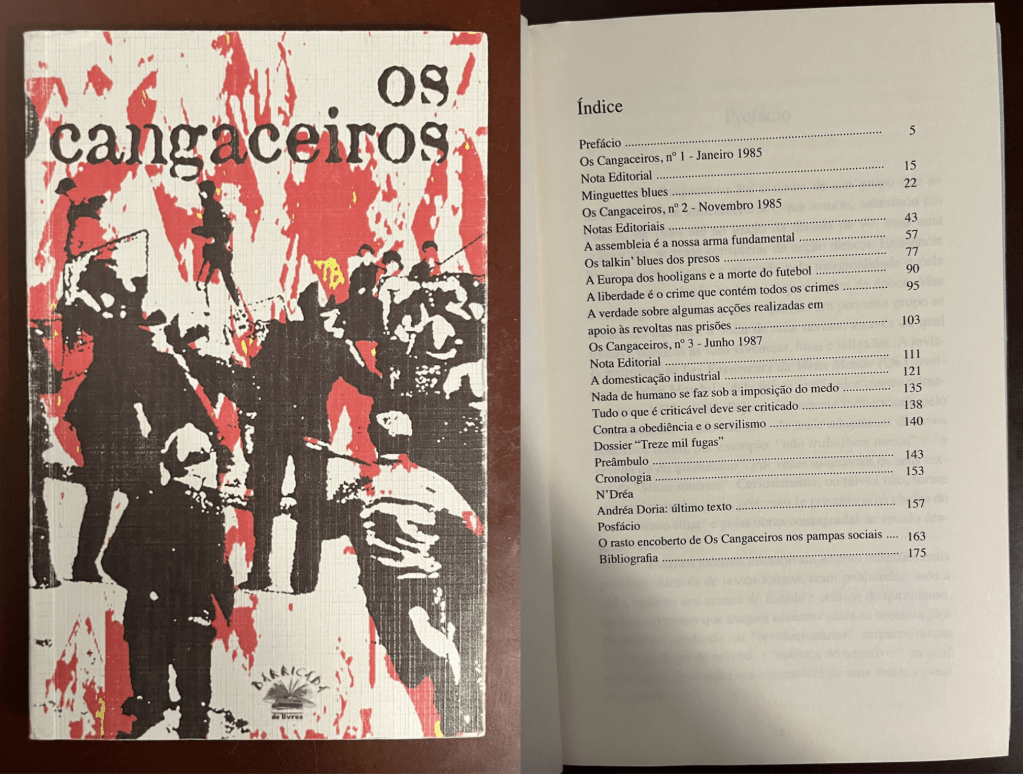 os
cangaceiros
BARRICADA
de livros
Índice
Prefácio ........................................................ 5
Os Cangaceiros, nº 1 - Janeiro 1985
Nota Editorial ........................................................ 15
Minguettes blues ........................................................ 22
Os Cangaceiros, nº 2 - Novembro 1985
Notas Editoriais ........................................................ 43
A assembleia é a nossa arma fundamental ...................... 57
Os talkin’ blues dos presos ........................................ 77
A Europa dos hooligans e a morte do futebol .................. 90
A liberdade é o crime que contém todos os crimes ............ 95
A verdade sobre algumas acções realizadas em
apoio às revoltas nas prisões ...................................... 103
Os Cangaceiros, nº 3 - Junho 1987
Nota Editorial ........................................................ 111
A domesticação industrial .......................................... 121
Nada de humano se faz sob a imposição do medo ............ 135
Tudo o que é criticável deve ser criticado ...................... 138
Contra a obediência e o servilismo ............................... 140
Dossier “Treze mil fugas”
Preâmbulo ........................................................ 143
Cronologia ........................................................ 153
N’Dréa
Andréa Doria: último texto ........................................ 157
Posfácio
O rasto encoberto de Os Cangaceiros nos pampas sociais .... 163
Bibliografia ........................................................ 175
Prefácio